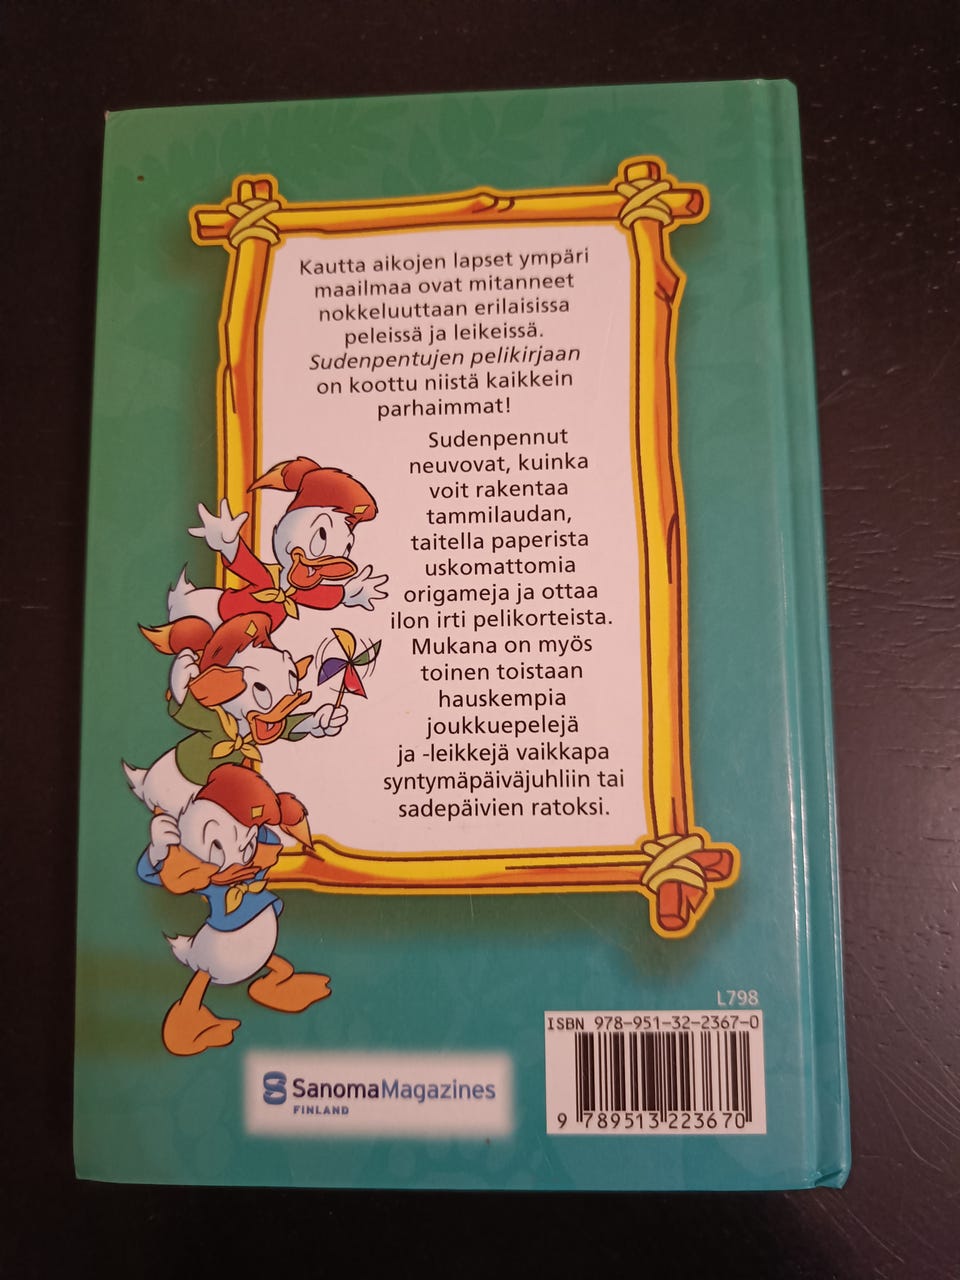 Kautta aikojen lapset ympäri
maailmaa ovat mitanneet
nokkeluuttaan erilaisissa
peleissä ja leikeissä.
Sudenpentujen pelikirjaan
on koottu niistä kaikkein
parhaimmat!
Sudenpennut
neuvovat, kuinka
voit rakentaa
tammilaudan,
taitella paperista
uskomattomia
origameja ja ottaa
ilon irti pelikorteista.
Mukana on myös
toinen toistaan
hauskempia
joukkuepelejä
ja -leikkejä vaikkapa
syntymäpäiväjuhliin tai
sadepäivien ratoksi.
L798
ISBN 978-951-32-2367-0
9 789513 223670
SanomaMagazines
FINLAND